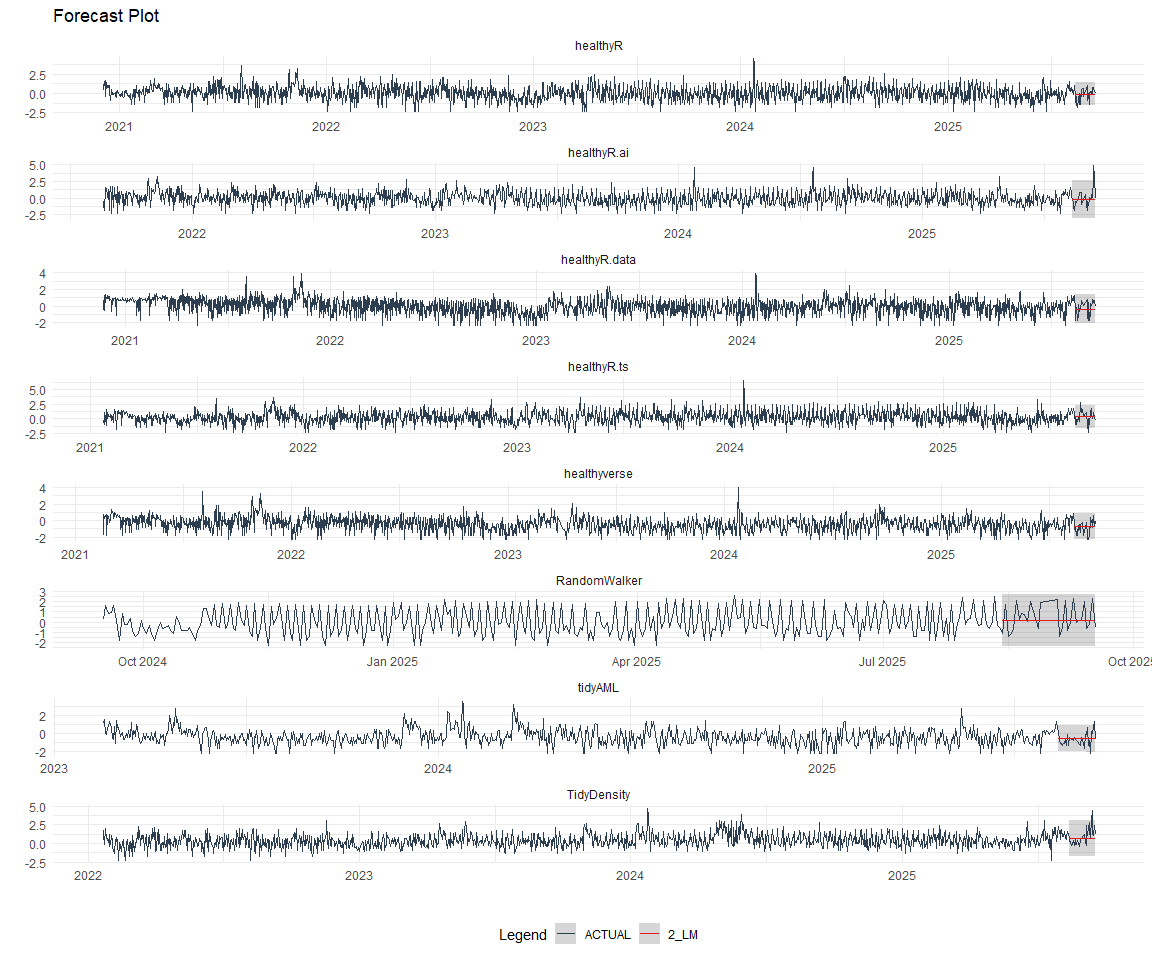 Forecast Plot
healthyR
2.5
0.0
-2.5
2021 2022 2023 2024 2025
healthyR.ai
5.0
2.5
0.0
-2.5
2022 2023 2024 2025
healthyR.data
4
2
0
-2
2021 2022 2023 2024 2025
healthyR.ts
5.0
2.5
0.0
-2.5
2021 2022 2023 2024 2025
healthyverse
4
2
0
-2
2021 2022 2023 2024 2025
RandomWalker
3
2
1
0
-1
-2
Oct 2024 Jan 2025 Apr 2025 Jul 2025 Oct 2025
tidyAML
2
0
-2
2023 2024 2025
TidyDensity
5.0
2.5
0.0
-2.5
2022 2023 2024 2025
Legend ACTUAL 2_LM